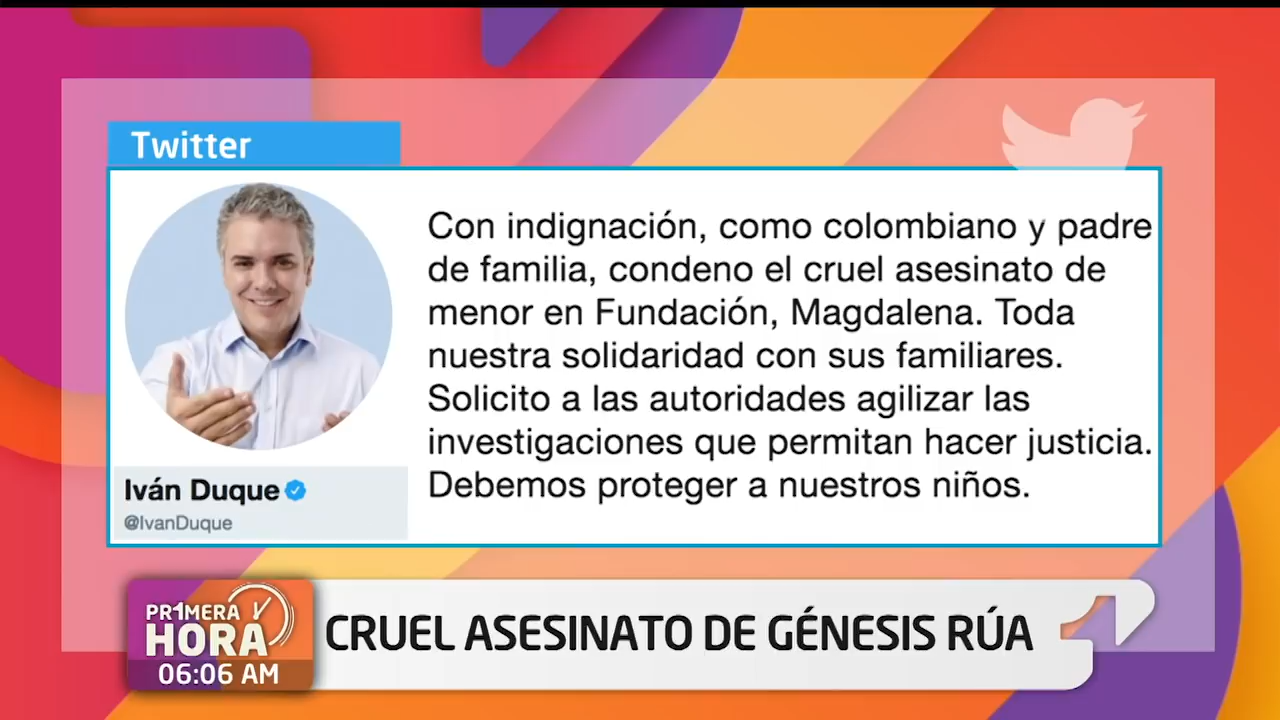 Twitter
Con indignación, como colombiano y padre
de familia, condeno el cruel asesinato de
menor en Fundación, Magdalena. Toda
nuestra solidaridad con sus familiares.
Solicito a las autoridades agilizar las
investigaciones que permitan hacer justicia.
Debemos proteger a nuestros niños.
Iván Duque
@IvanDuque
PR1MERA
HORA
06:06 AM
CRUEL ASESINATO DE GÉNESIS RÚA
1